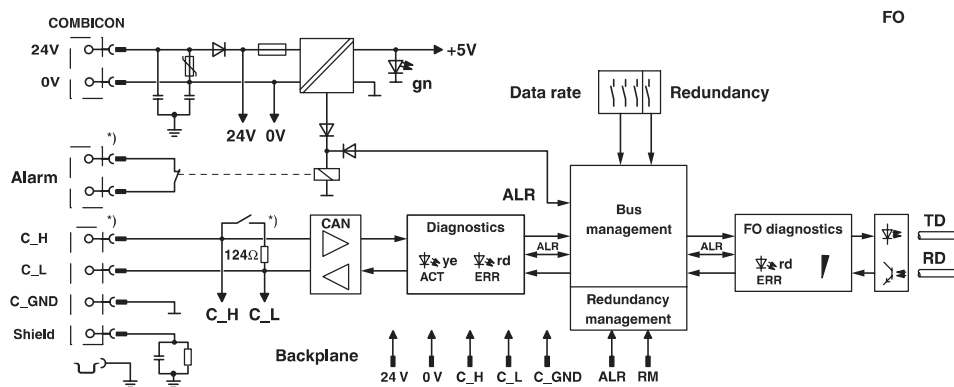 COMBICON
FO
24V
0V
+5V
gn
24V 0V
Data rate
Redundancy
*)
Alarm
ALR
Bus
management
*)
C_H
*)
CAN
Diagnostics
ye
ACT
rd
ERR
ALR
ALR
FO diagnostics
rd
ERR
TD
RD
124Ω
C_L
C_GND
C_H C_L
Redundancy
management
Shield
Backplane
24 V 0 V C_H C_L C_GND ALR RM